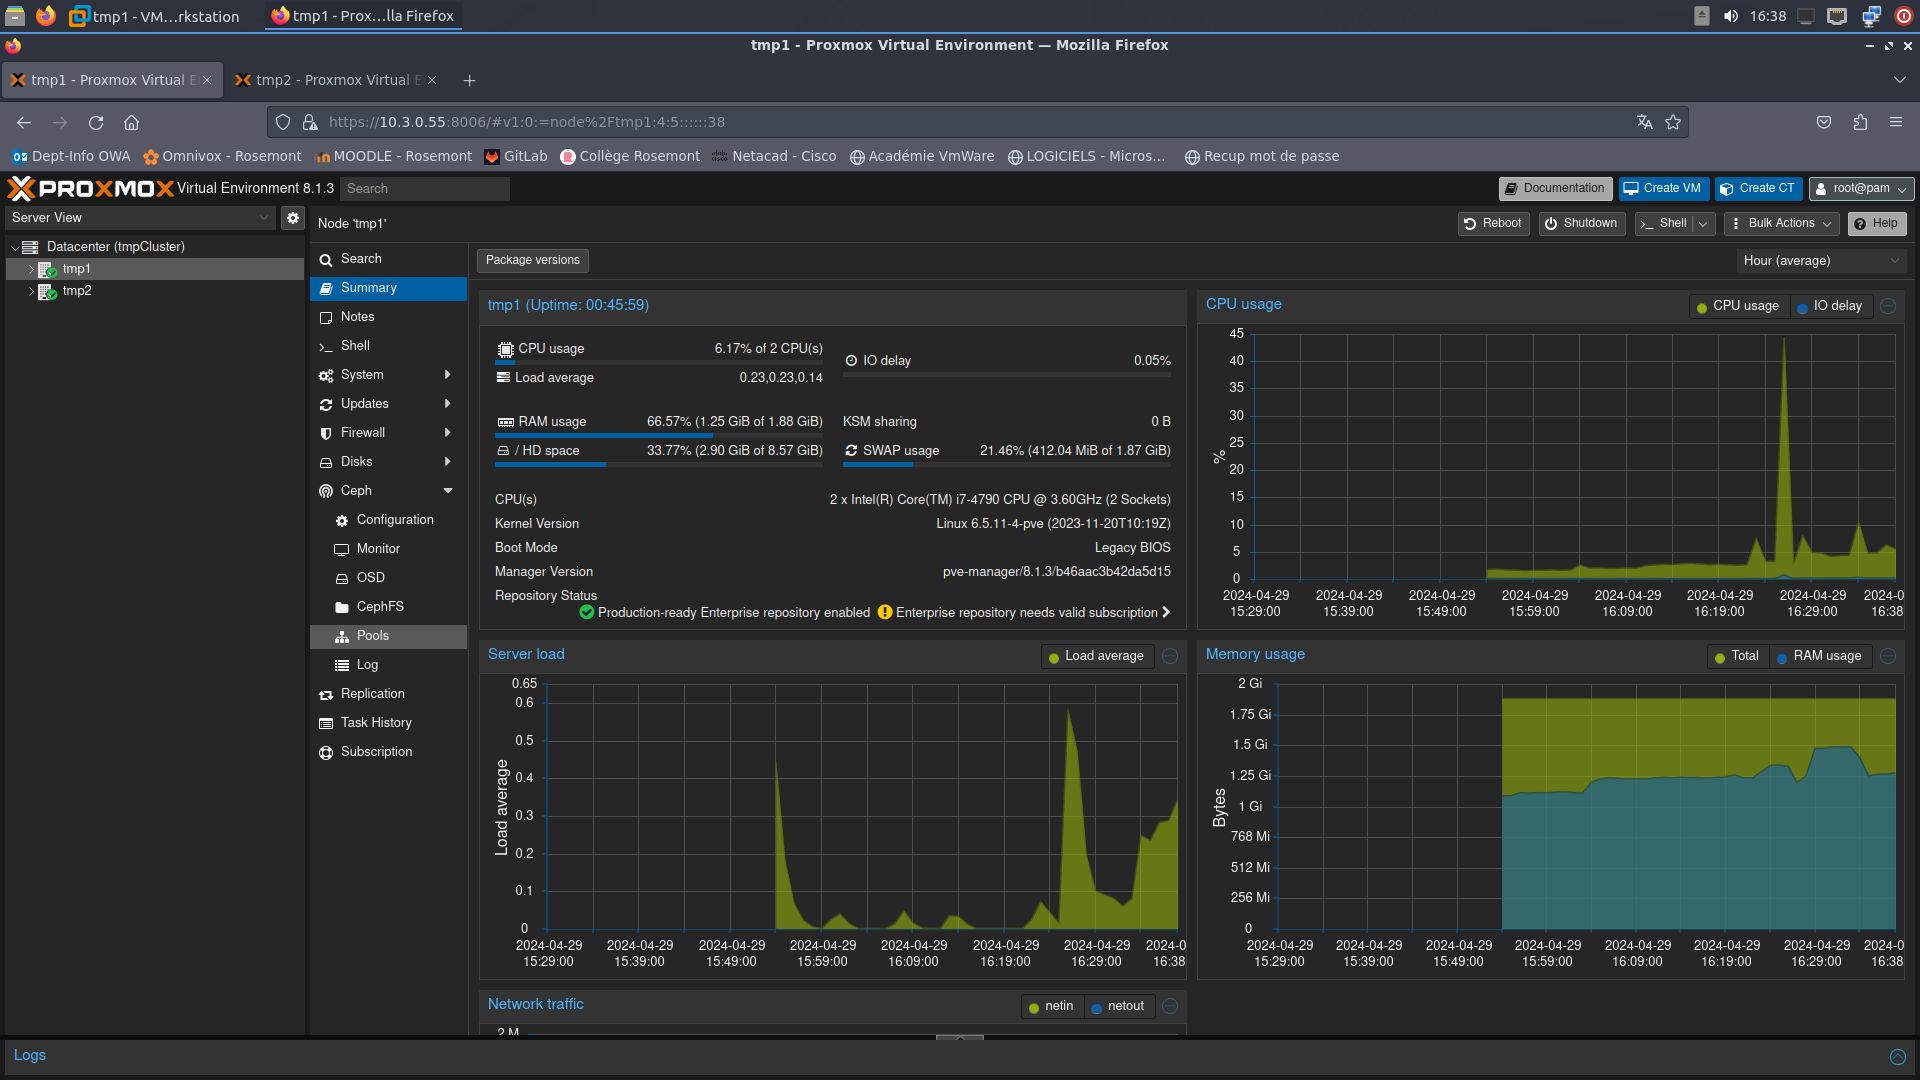 tmp1 - VM...rkstation
tmp1 - Prox...lla Firefox
16:38
tmp1 - Proxmox Virtual Environment — Mozilla Firefox
tmp1 - Proxmox Virtual E
tmp2 - Proxmox Virtual E
https://10.3.0.55:8006/#v1:0:=node%2Ftmp1:4:5::::::38
Dept-Info OWA
Omnivox - Rosemont
MOODLE - Rosemont
GitLab
Collège Rosemont
Netacad - Cisco
Académie VmWare
LOGICIELS - Micros...
Recup mot de passe
PROXMOX Virtual Environment 8.1.3
Search
Documentation
Create VM
Create CT
root@pam
Server View
Datacenter (tmpCluster)
tmp1
tmp2
Node 'tmp1'
Reboot
Shutdown
Shell
Bulk Actions
Help
Search
Summary
Notes
Shell
System
Updates
Firewall
Disks
Ceph
Configuration
Monitor
OSD
CephFS
Pools
Log
Replication
Task History
Subscription
Package versions
Hour (average)
tmp1 (Uptime: 00:45:59)
CPU usage 6.17% of 2 CPU(s)
IO delay 0.05%
Load average 0.23,0.23,0.14
RAM usage 66.57% (1.25 GiB of 1.88 GiB)
KSM sharing 0 B
/ HD space 33.77% (2.90 GiB of 8.57 GiB)
SWAP usage 21.46% (412.04 MiB of 1.87 GiB)
CPU(s) 2 x Intel(R) Core(TM) i7-4790 CPU @ 3.60GHz (2 Sockets)
Kernel Version Linux 6.5.11-4-pve (2023-11-20T10:19Z)
Boot Mode Legacy BIOS
Manager Version pve-manager/8.1.3/b46aac3b42da5d15
Repository Status
Production-ready Enterprise repository enabled
Enterprise repository needs valid subscription
CPU usage
CPU usage
IO delay
45
40
35
30
25
20
15
10
5
0
%
2024-04-29 2024-04-29 2024-04-29 2024-04-29 2024-04-29 2024-04-29 2024-04-29 2024-0
15:29:00 15:39:00 15:49:00 15:59:00 16:09:00 16:19:00 16:29:00 16:38
Server load
Load average
0.65
0.6
0.5
0.4
0.3
0.2
0.1
0
Load average
2024-04-29 2024-04-29 2024-04-29 2024-04-29 2024-04-29 2024-04-29 2024-04-29 2024-0
15:29:00 15:39:00 15:49:00 15:59:00 16:09:00 16:19:00 16:29:00 16:38
Memory usage
Total
RAM usage
2 Gi
1.75 Gi
1.5 Gi
1.25 Gi
1 Gi
768 Mi
512 Mi
256 Mi
0
Bytes
2024-04-29 2024-04-29 2024-04-29 2024-04-29 2024-04-29 2024-04-29 2024-04-29 2024-0
15:29:00 15:39:00 15:49:00 15:59:00 16:09:00 16:19:00 16:29:00 16:38
Network traffic
netin
netout
2 M
Logs